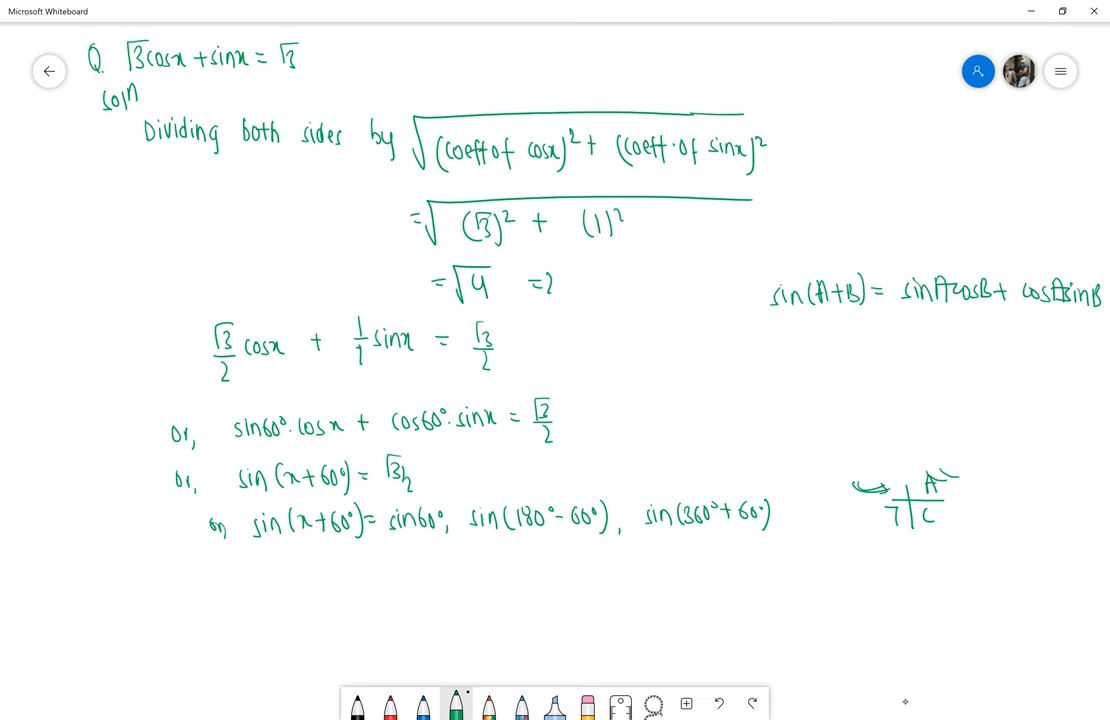 Microsoft Whiteboard
Q. √3cosx + sinx = √3
solⁿ
Dividing both sides by √((coeff of cosx)² + (coeff. of sinx)²)
= √((√3)² + (1)²)
= √4 = 2
sin(A+B) = sinAcosB + cosAsinB
√3/2 cosx + 1/1 sinx = √3/2
or, sin60°.cosx + cos60°.sinx = √3/2
or, sin(x+60°) = √3/2
or, sin(x+60°) = sin60°, sin(180°-60°), sin(360°+60°)
A
T C